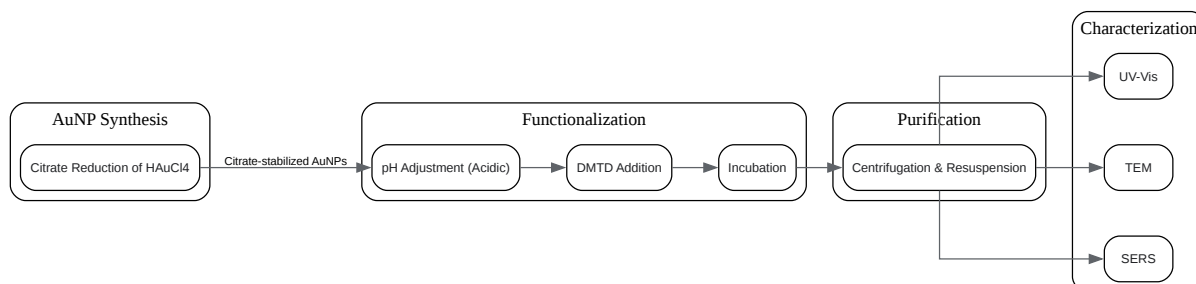 AuNP Synthesis
Citrate Reduction of HAuCl4
Citrate-stabilized AuNPs
Functionalization
pH Adjustment (Acidic)
DMTD Addition
Incubation
Purification
Centrifugation & Resuspension
Characterization
UV-Vis
TEM
SERS